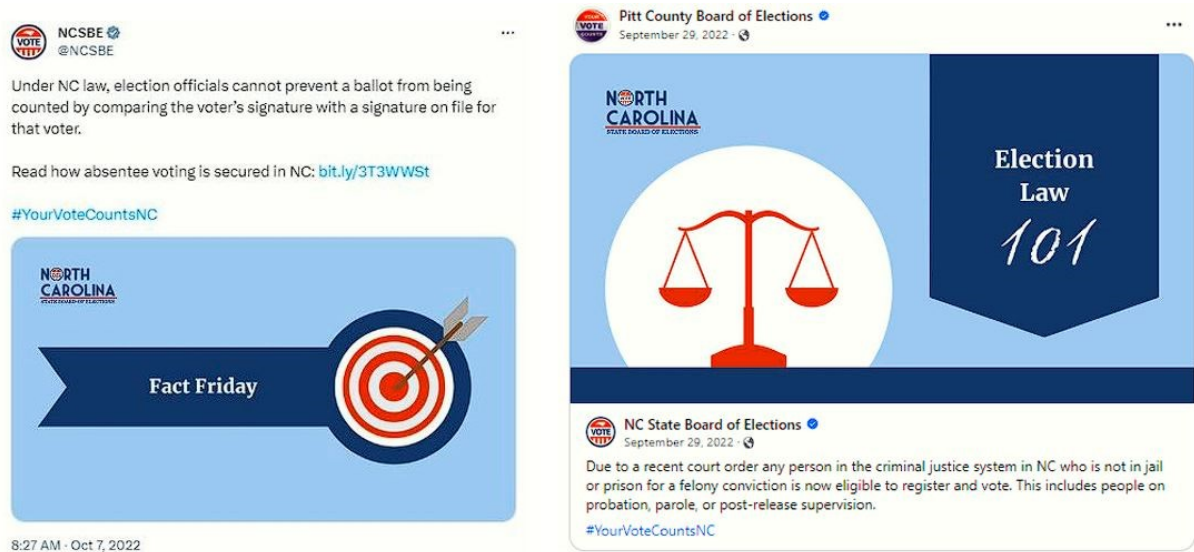 NCSBE
@NCSBE
Under NC law, election officials cannot prevent a ballot from being
counted by comparing the voter's signature with a signature on file for
that voter.
Read how absentee voting is secured in NC: bit.ly/3T3WWSt
#YourVoteCountsNC
NORTH
CAROLINA
STATE BOARD OF ELECTIONS
Fact Friday
8:27 AM · Oct 7, 2022
VOTE
Pitt County Board of Elections
September 29, 2022
NORTH
CAROLINA
STATE BOARD OF ELECTIONS
Election
Law
101
VOTE
NC State Board of Elections
September 29, 2022
Due to a recent court order any person in the criminal justice system in NC who is not in jail
or prison for a felony conviction is now eligible to register and vote. This includes people on
probation, parole, or post-release supervision.
#YourVoteCountsNC